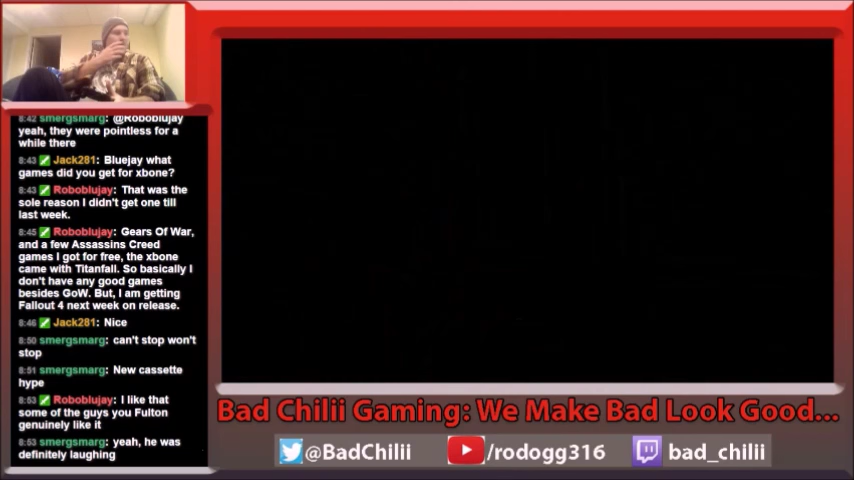 8:42 smergsmarg: @Roboblujay
yeah, they were pointless for a
while there
8:43 Jack281: Bluejay what
games did you get for xbone?
8:43 Roboblujay: That was the
sole reason I didn't get one till
last week.
8:45 Roboblujay: Gears Of War,
and a few Assassins Creed
games I got for free, the xbone
came with Titanfall. So basically I
don't have any good games
besides GoW. But, I am getting
Fallout 4 next week on release.
8:46 Jack281: Nice
8:50 smergsmarg: can't stop won't
stop
8:51 smergsmarg: New cassette
hype
8:53 Roboblujay: I like that
some of the guys you Fulton
genuinely like it
8:53 smergsmarg: yeah, he was
definitely laughing
Bad Chilii Gaming: We Make Bad Look Good...
@BadChilii /rodogg316 bad_chilii